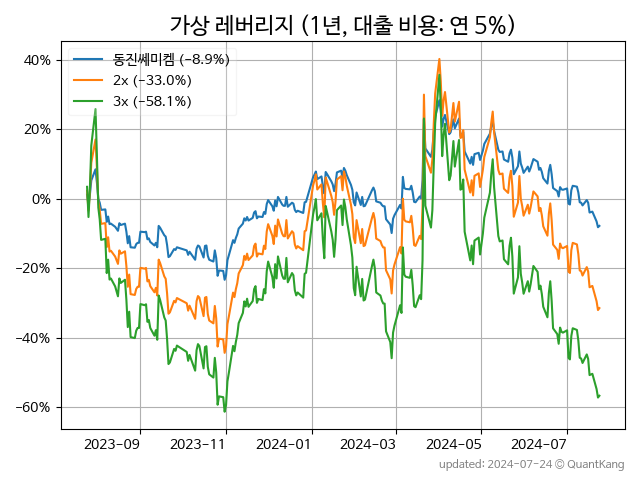 가상 레버리지 (1년, 대출 비용: 연 5%)
동진쎄미켐 (−8.9%)
2x (−33.0%)
3x (−58.1%)
40%
20%
0%
−20%
−40%
−60%
2023-09
2023-11
2024-01
2024-03
2024-05
2024-07
updated: 2024-07-24 © QuantKang